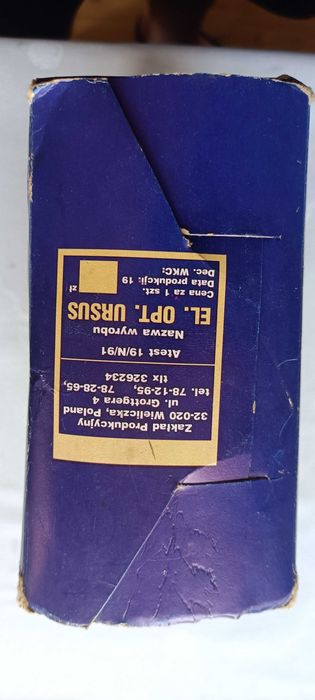 Zakład Produkcyjny
32-020 Wieliczka, Poland
ul. Grottgera 4
tel. 78-12-95, 78-28-65,
tlx 326234
Atest 19/N/91
Nazwa wyrobu
EL. OPT. URSUS
Cena za 1 szt. zł
Data produkcji: 19
Dec. WKC: